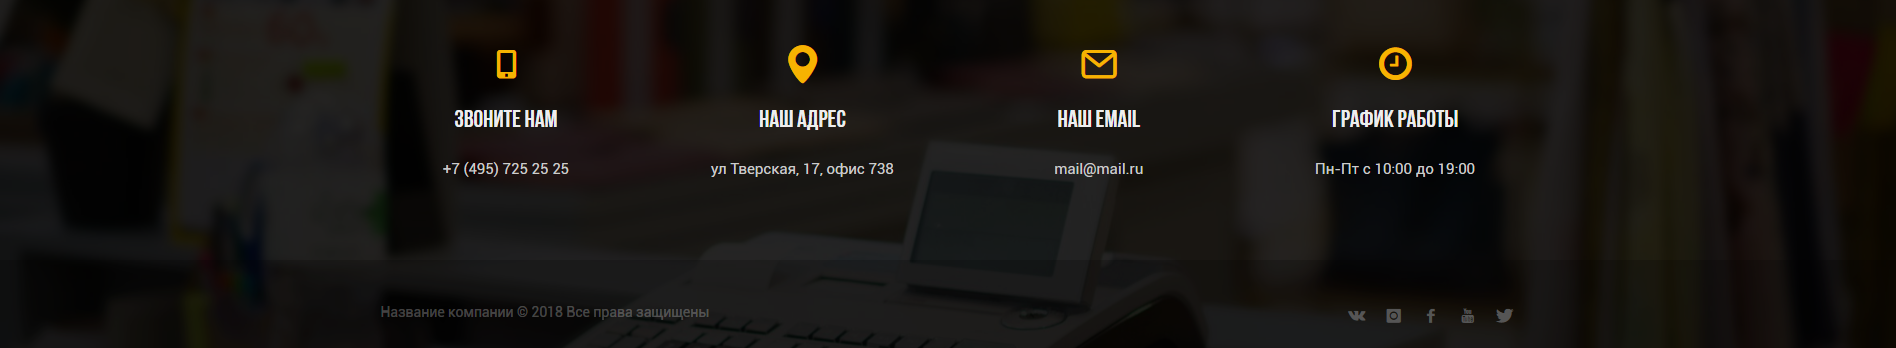 ЗВОНИТЕ НАМ
+7 (495) 725 25 25
НАШ АДРЕС
ул Тверская, 17, офис 738
НАШ EMAIL
mail@mail.ru
ГРАФИК РАБОТЫ
Пн-Пт с 10:00 до 19:00
Название компании © 2018 Все права защищены